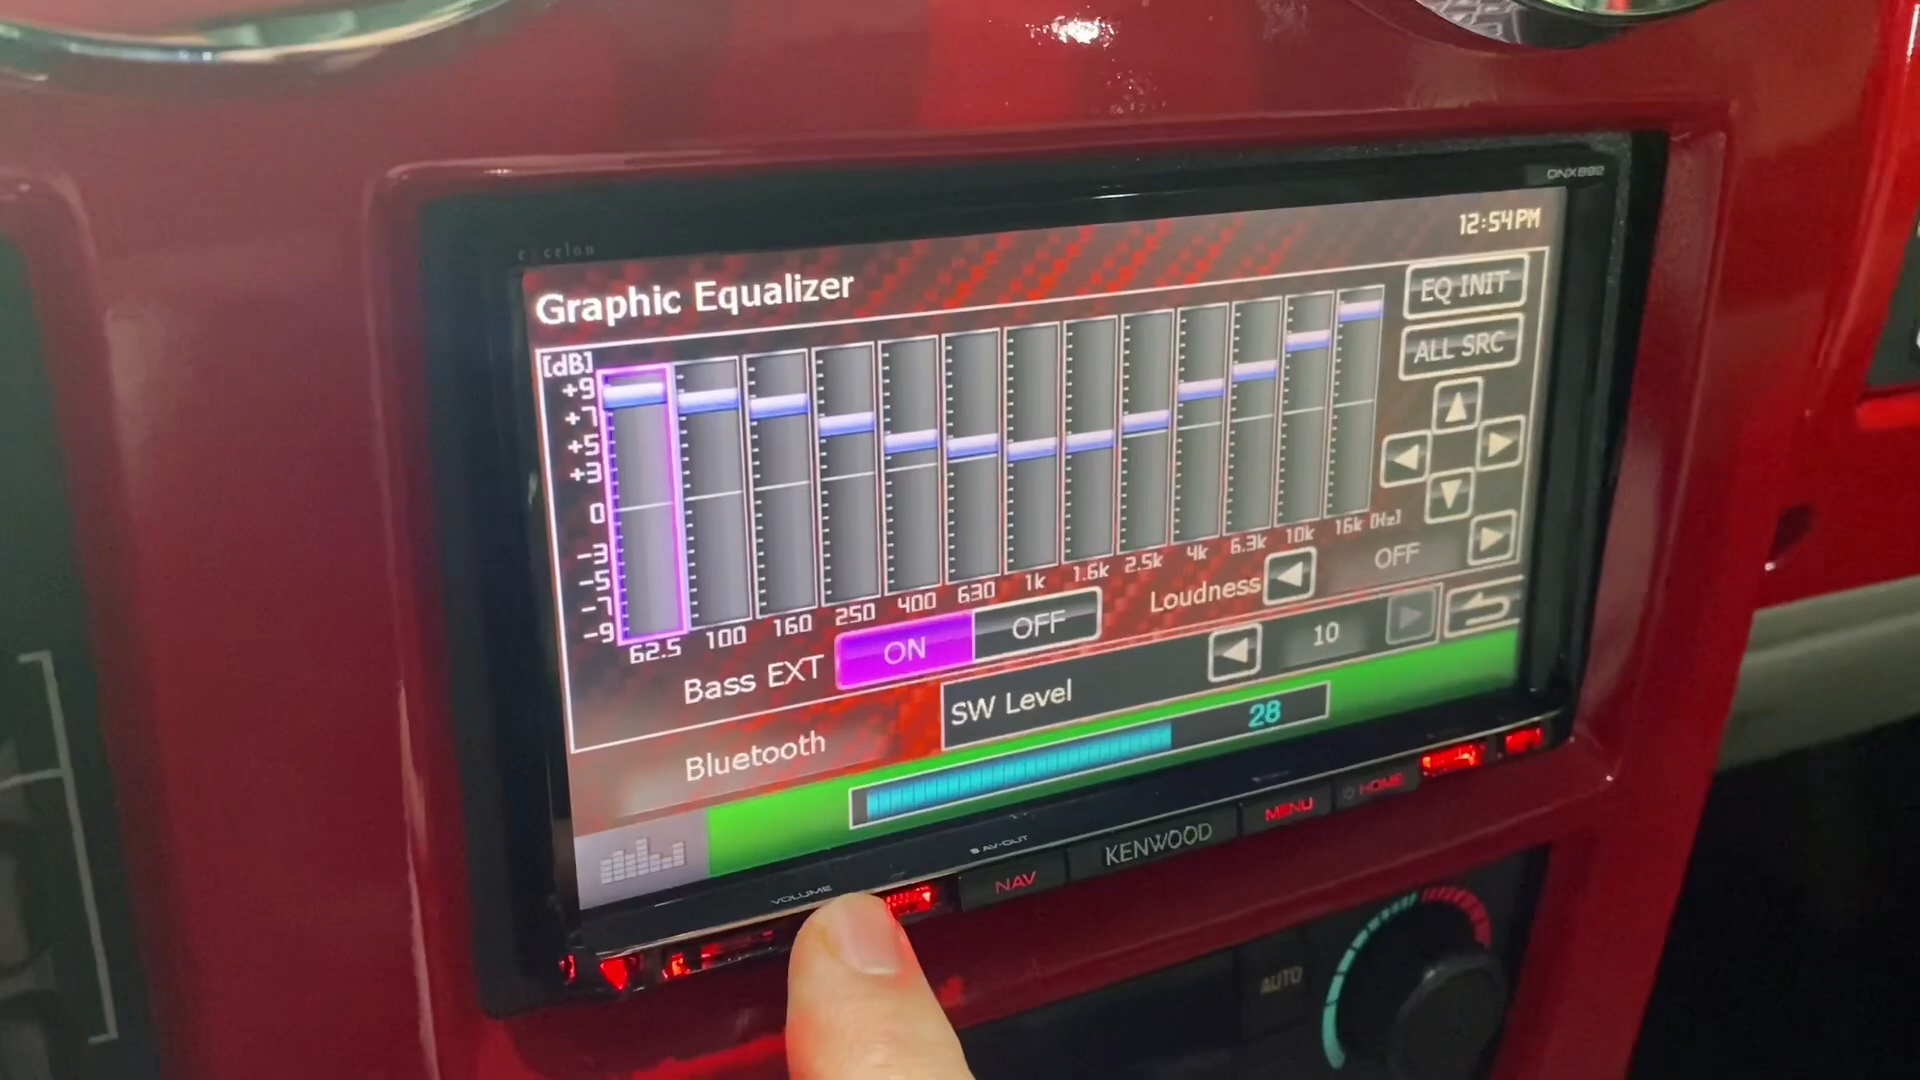 excelon
DNX892
12:54PM
Graphic Equalizer
EQ INIT
ALL SRC
[dB]
+9
+7
+5
+3
0
-3
-5
-7
-9
62.5 100 160 250 400 630 1k 1.6k 2.5k 4k 6.3k 10k 16k [Hz]
Bass EXT ON OFF
Loudness OFF
SW Level 10
Bluetooth
28
VOLUME
AV-OUT
NAV
KENWOOD
MENU
HOME
AUTO